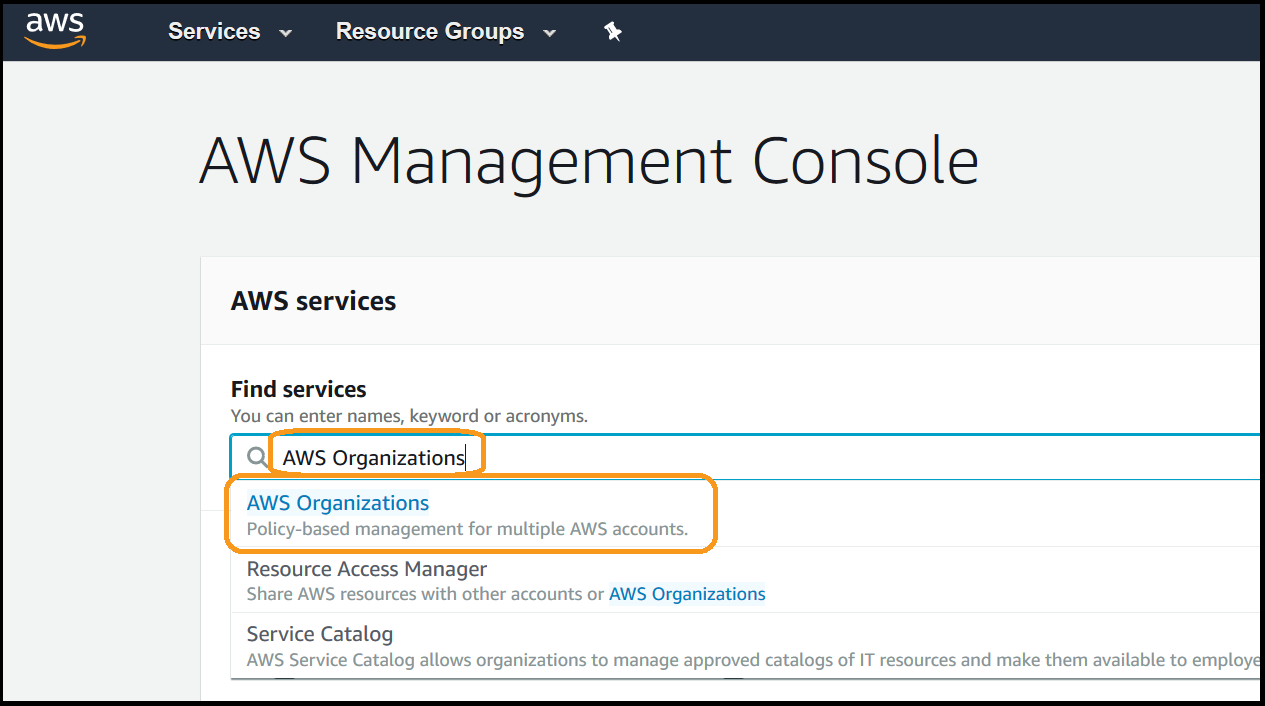 aws
Services
Resource Groups
AWS Management Console
AWS services
Find services
You can enter names, keyword or acronyms.
AWS Organizations
AWS Organizations
Policy-based management for multiple AWS accounts.
Resource Access Manager
Share AWS resources with other accounts or AWS Organizations
Service Catalog
AWS Service Catalog allows organizations to manage approved catalogs of IT resources and make them available to employe